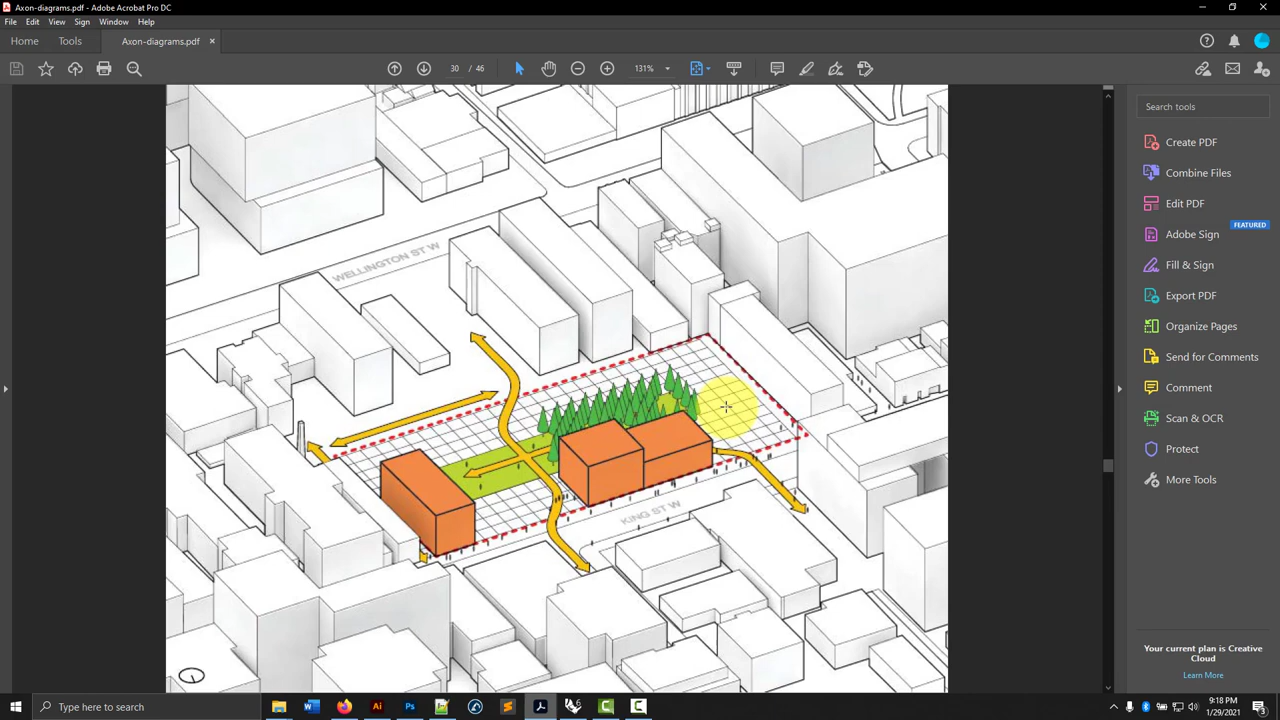 Axon-diagrams.pdf - Adobe Acrobat Pro DC
File Edit View Sign Window Help
Home Tools Axon-diagrams.pdf ×
30 / 46 131%
Search tools
Create PDF
Combine Files
Edit PDF
FEATURED
Adobe Sign
Fill & Sign
Export PDF
Organize Pages
Send for Comments
Comment
Scan & OCR
Protect
More Tools
WELLINGTON ST W
KING ST W
Your current plan is Creative
Cloud
Learn More
Type here to search
9:18 PM
1/29/2021